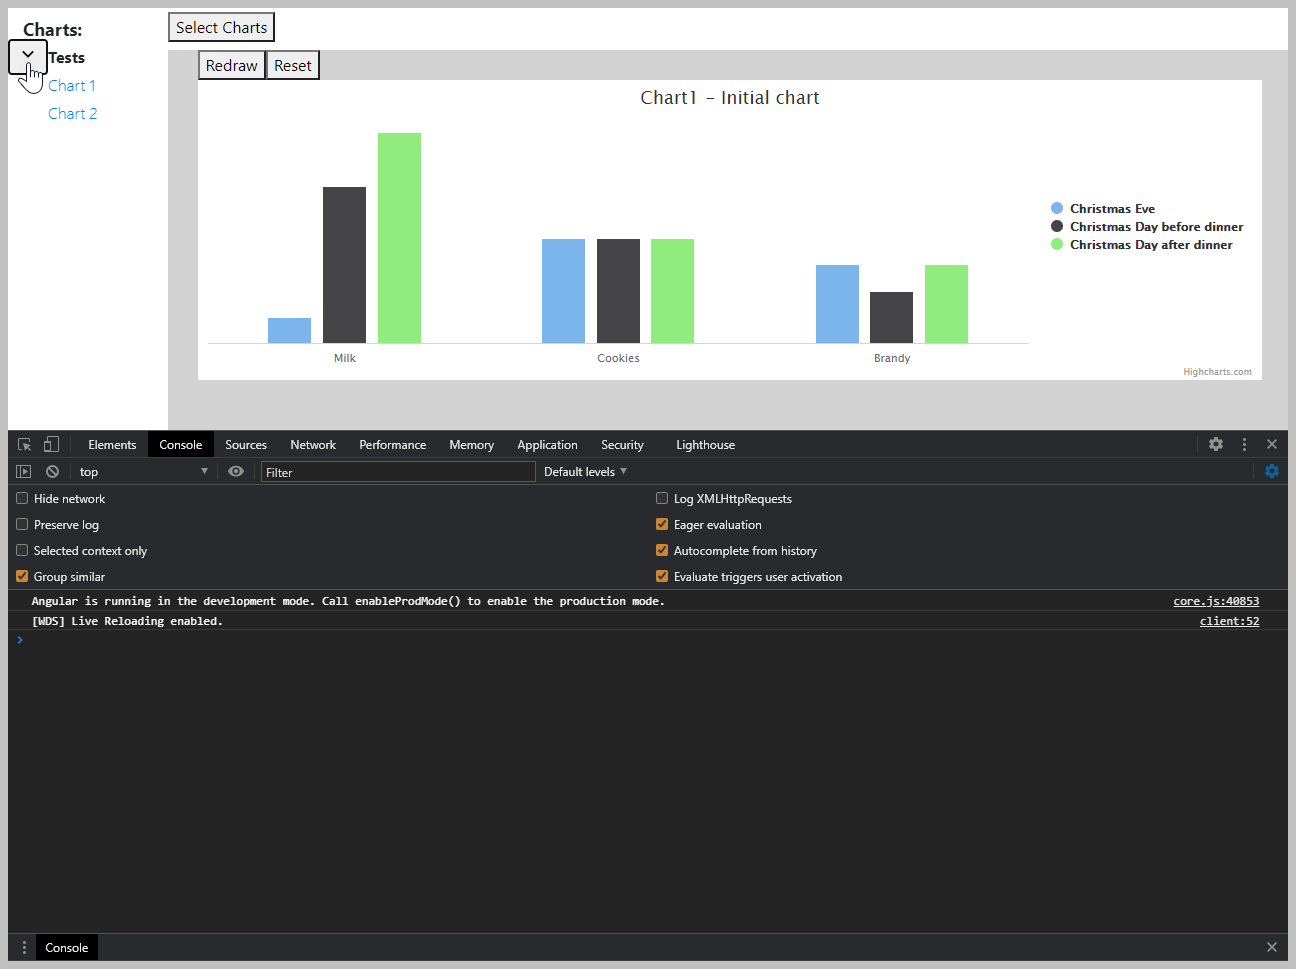 Charts:
Select Charts
Tests
Redraw
Reset
Chart 1
Chart 2
Chart1 - Initial chart
Christmas Eve
Christmas Day before dinner
Christmas Day after dinner
Milk
Cookies
Brandy
Highcharts.com
Elements Console Sources Network Performance Memory Application Security Lighthouse
top Filter Default levels
Hide network
Log XMLHttpRequests
Preserve log
Eager evaluation
Selected context only
Autocomplete from history
Group similar
Evaluate triggers user activation
Angular is running in the development mode. Call enableProdMode() to enable the production mode. core.js:40853
[WDS] Live Reloading enabled. client:52
Console